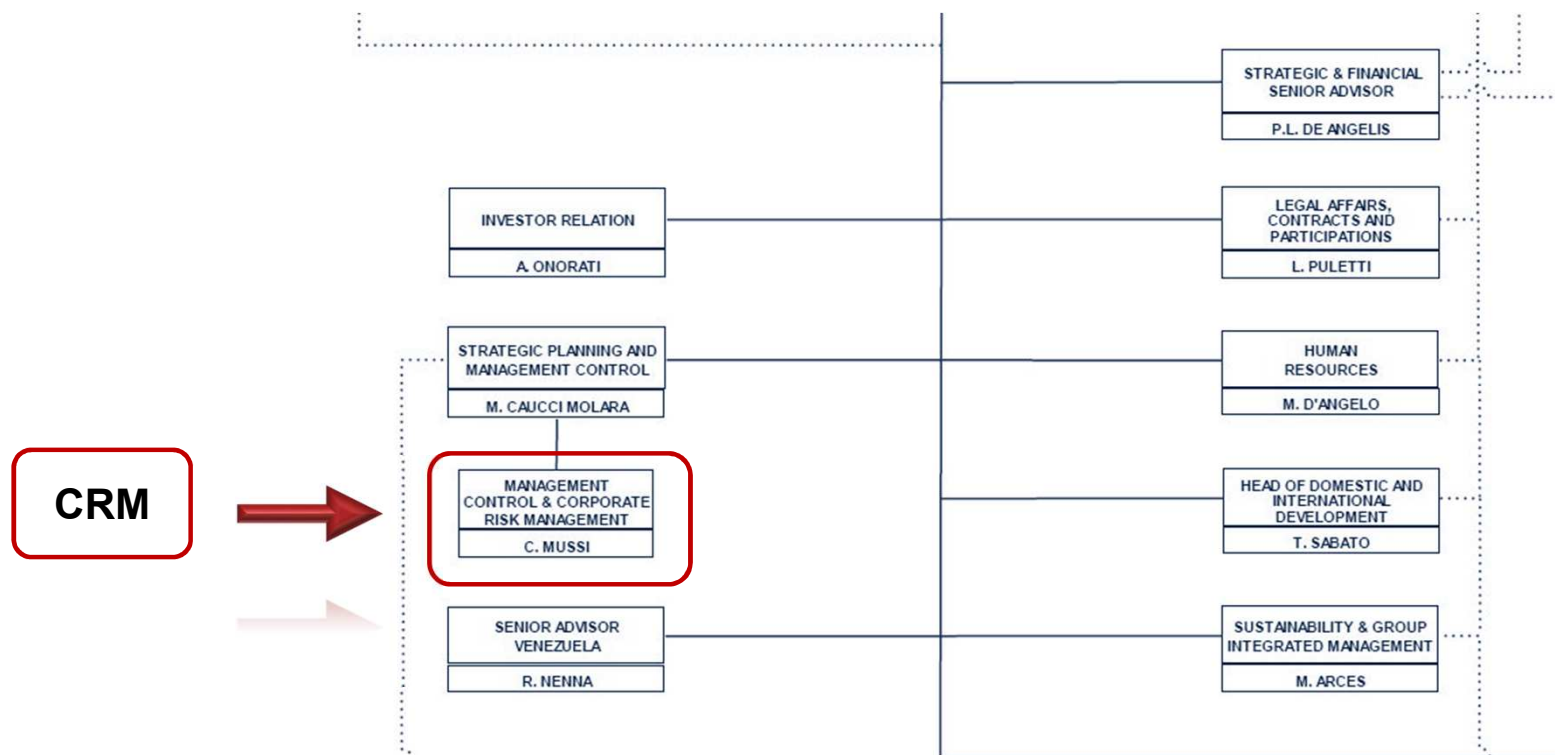 STRATEGIC & FINANCIAL
SENIOR ADVISOR
P.L. DE ANGELIS
INVESTOR RELATION
A. ONORATI
LEGAL AFFAIRS,
CONTRACTS AND
PARTICIPATIONS
L. PULETTI
STRATEGIC PLANNING AND
MANAGEMENT CONTROL
M. CAUCCI MOLARA
HUMAN
RESOURCES
M. D'ANGELO
CRM
MANAGEMENT
CONTROL & CORPORATE
RISK MANAGEMENT
C. MUSSI
HEAD OF DOMESTIC AND
INTERNATIONAL
DEVELOPMENT
T. SABATO
SENIOR ADVISOR
VENEZUELA
R. NENNA
SUSTAINABILITY & GROUP
INTEGRATED MANAGEMENT
M. ARCES